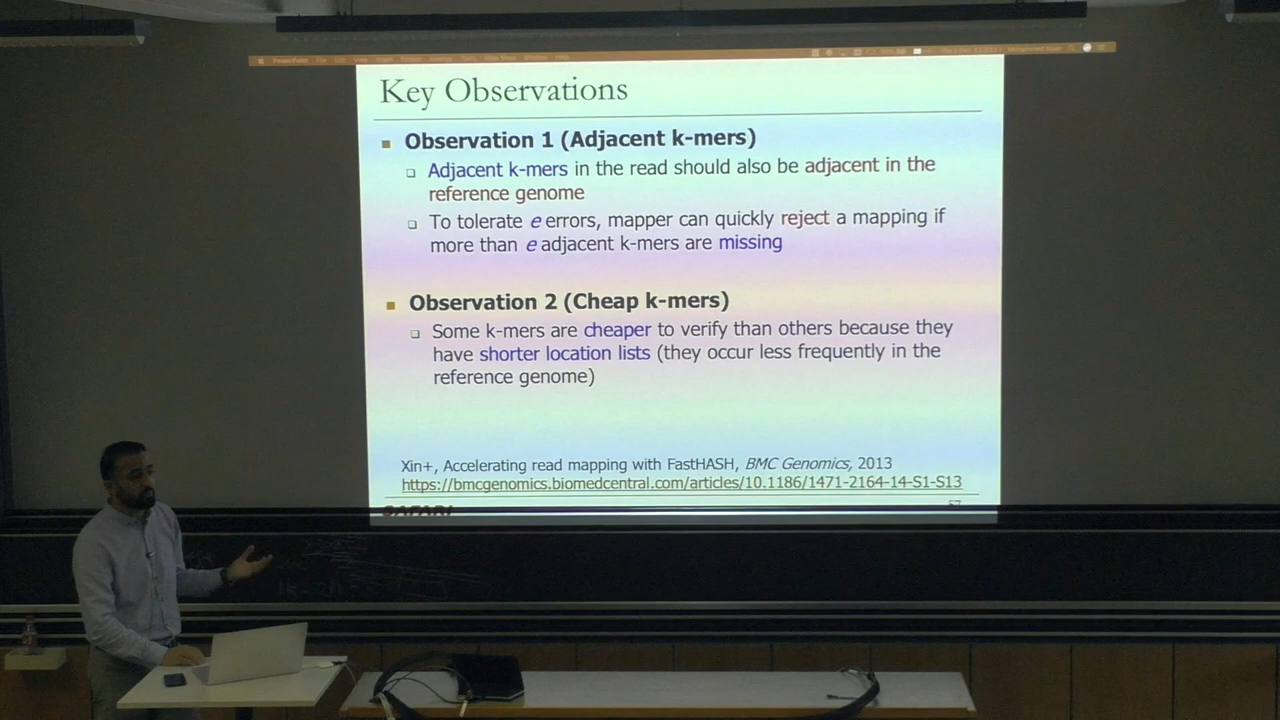 PowerPoint
Key Observations
Observation 1 (Adjacent k-mers)
Adjacent k-mers in the read should also be adjacent in the
reference genome
To tolerate e errors, mapper can quickly reject a mapping if
more than e adjacent k-mers are missing
Observation 2 (Cheap k-mers)
Some k-mers are cheaper to verify than others because they
have shorter location lists (they occur less frequently in the
reference genome)
Xin+, Accelerating read mapping with FastHASH, BMC Genomics, 2013
https://bmcgenomics.biomedcentral.com/articles/10.1186/1471-2164-14-S1-S13
SAFARI
57